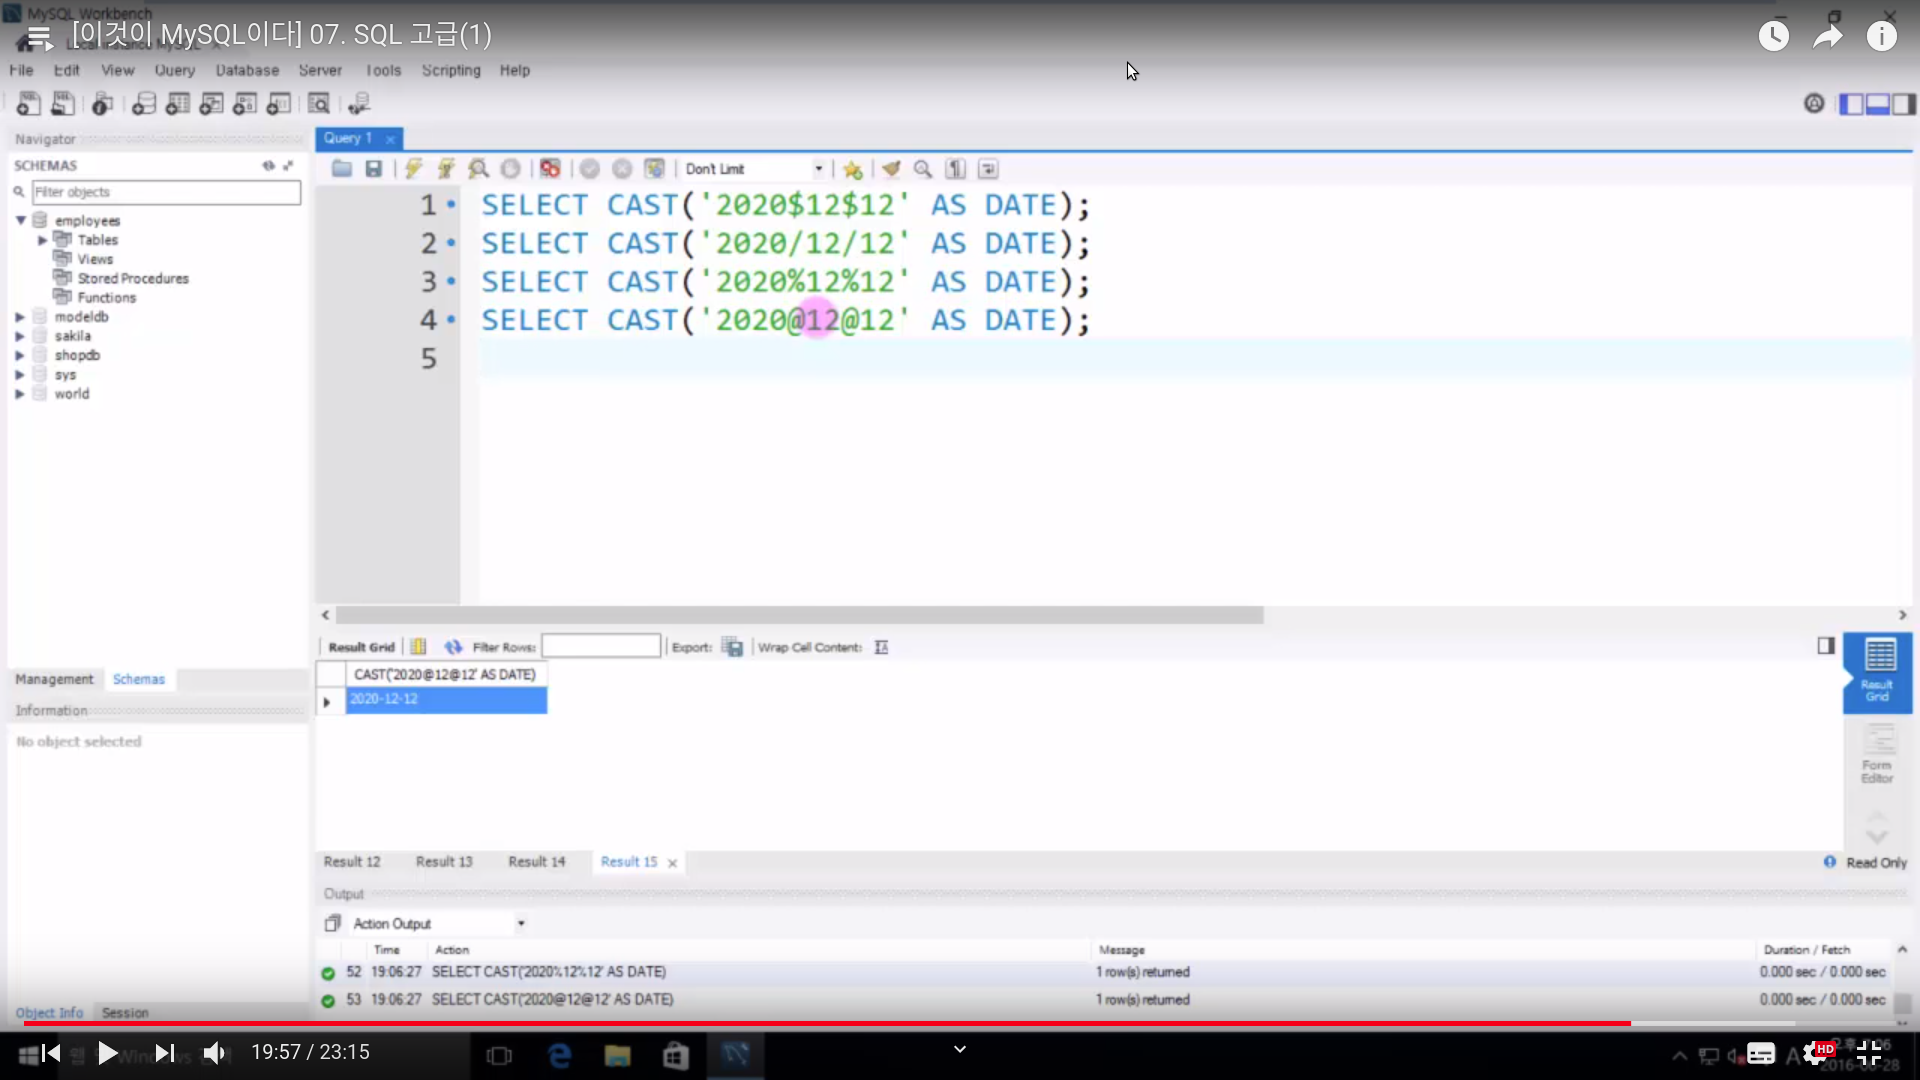 MySQL Workbench
[이것이 MySQL이다] 07. SQL 고급(1)
File Edit View Query Database Server Tools Scripting Help
Navigator
Query 1
SCHEMAS
Don't Limit
Filter objects
employees
Tables
Views
Stored Procedures
Functions
modeldb
sakila
shopdb
sys
world
1 SELECT CAST('2020$12$12' AS DATE);
2 SELECT CAST('2020/12/12' AS DATE);
3 SELECT CAST('2020%12%12' AS DATE);
4 SELECT CAST('2020@12@12' AS DATE);
5
Management Schemas
Information
No object selected
Result Grid Filter Rows: Export: Wrap Cell Content:
CAST('2020@12@12' AS DATE)
2020-12-12
Result Grid
Form Editor
Result 12 Result 13 Result 14 Result 15
Read Only
Output
Action Output
Time Action Message Duration / Fetch
52 19:06:27 SELECT CAST('2020%12%12' AS DATE) 1 row(s) returned 0.000 sec / 0.000 sec
53 19:06:27 SELECT CAST('2020@12@12' AS DATE) 1 row(s) returned 0.000 sec / 0.000 sec
Object Info Session
19:57 / 23:15
HD